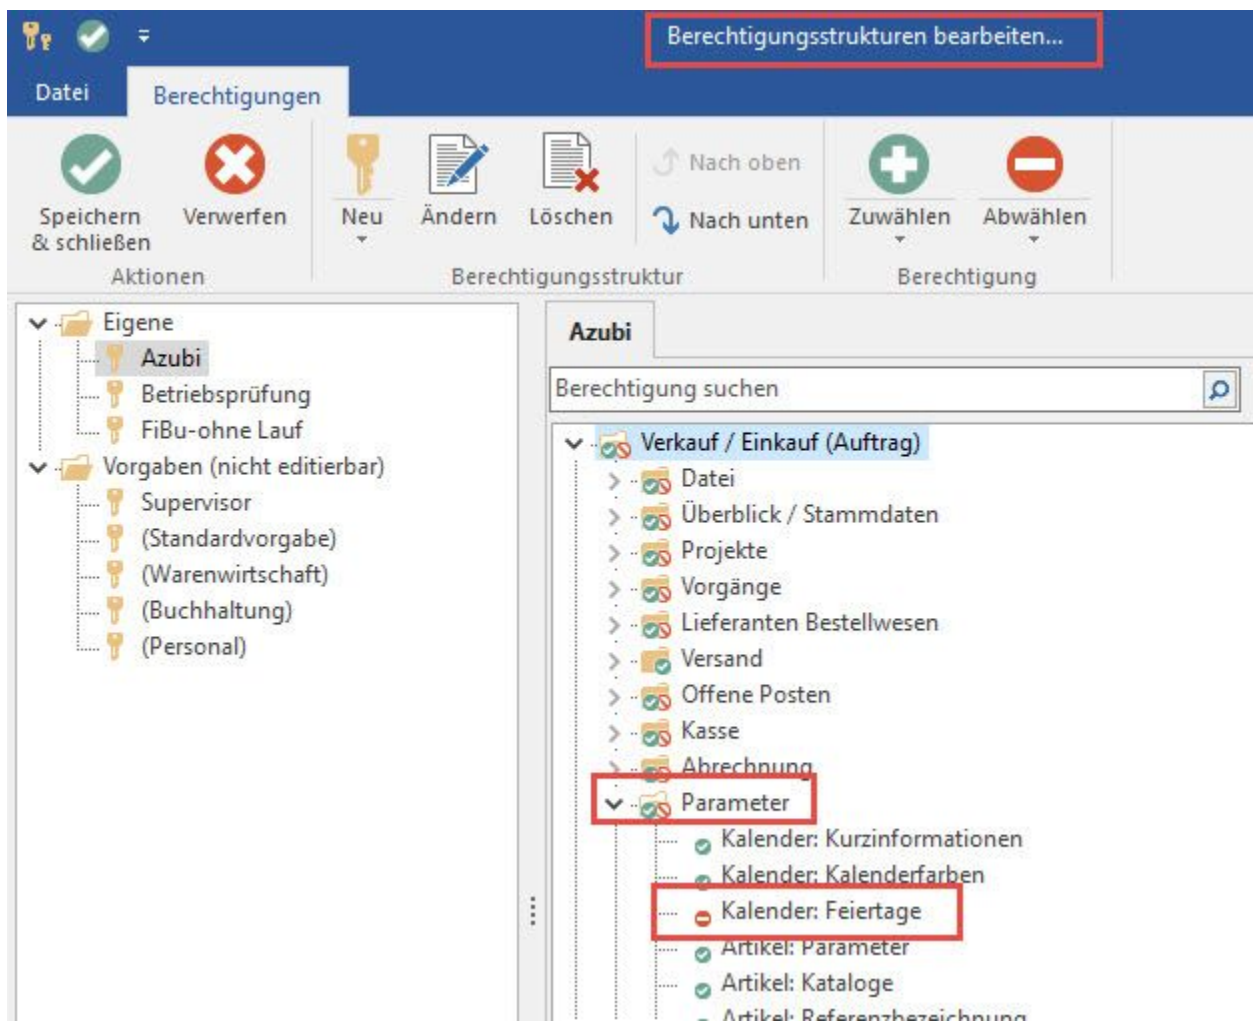 Berechtigungsstrukturen bearbeiten...
Datei
Berechtigungen
Speichern & schließen
Verwerfen
Neu
Ändern
Löschen
Nach oben
Nach unten
Zuwählen
Abwählen
Aktionen
Berechtigungsstruktur
Berechtigung
Eigene
Azubi
Betriebsprüfung
FiBu-ohne Lauf
Vorgaben (nicht editierbar)
Supervisor
(Standardvorgabe)
(Warenwirtschaft)
(Buchhaltung)
(Personal)
Azubi
Berechtigung suchen
Verkauf / Einkauf (Auftrag)
Datei
Überblick / Stammdaten
Projekte
Vorgänge
Lieferanten Bestellwesen
Versand
Offene Posten
Kasse
Abrechnung
Parameter
Kalender: Kurzinformationen
Kalender: Kalenderfarben
Kalender: Feiertage
Artikel: Parameter
Artikel: Kataloge
Artikel: Referenzbezeichnung